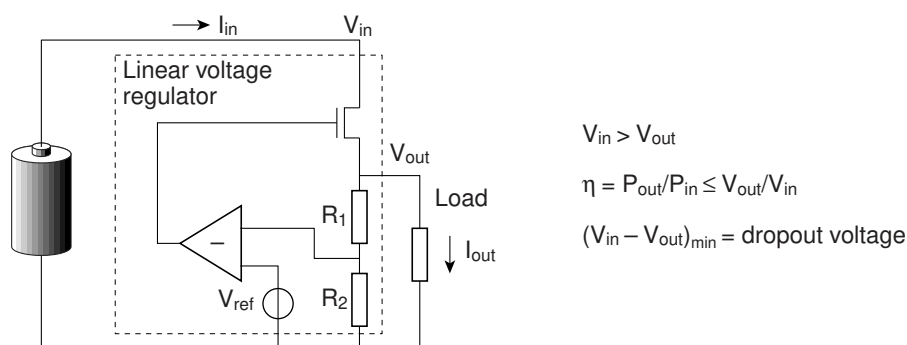 I_in
V_in
Linear voltage
regulator
V_out
Load
R_1
I_out
−
V_ref
R_2
V_in > V_out
η = P_out/P_in ≤ V_out/V_in
(V_in – V_out)_min = dropout voltage